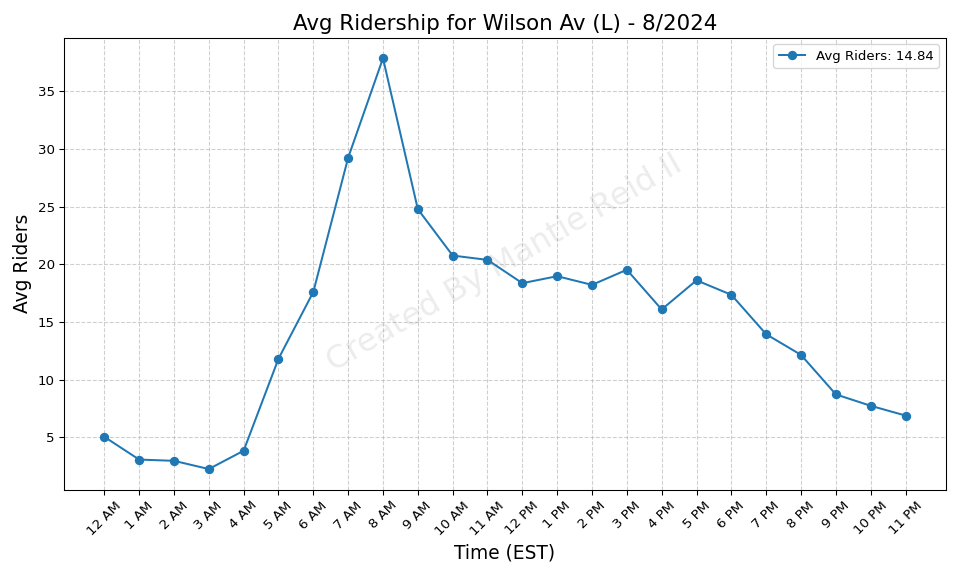 Avg Ridership for Wilson Av (L) - 8/2024
Avg Riders: 14.84
Avg Riders
35
30
25
20
15
10
5
Created By Mantie Reid II
12 AM
1 AM
2 AM
3 AM
4 AM
5 AM
6 AM
7 AM
8 AM
9 AM
10 AM
11 AM
12 PM
1 PM
2 PM
3 PM
4 PM
5 PM
6 PM
7 PM
8 PM
9 PM
10 PM
11 PM
Time (EST)